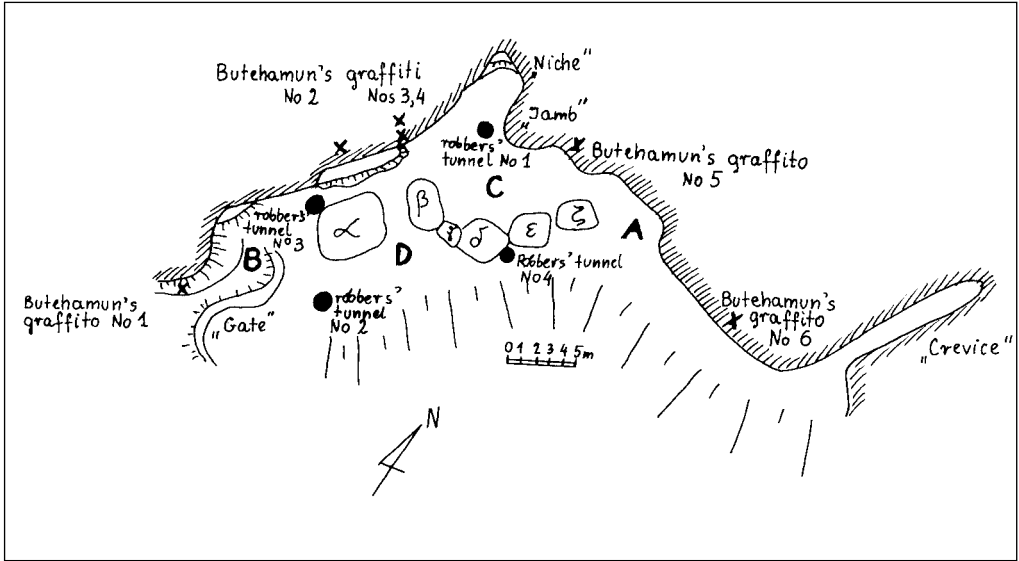 Butehamun's graffiti
No 2 Nos 3,4
„Niche"
„Jamb"
robbers'
tunnel No 1
Butehamun's graffito
No 5
C
β
α
γ
δ
ε
ζ
A
robbers'
tunnel
No 3
B
D
Robbers' tunnel
No 4
Butehamun's
graffito No 1
„Gate"
robbers'
tunnel
No 2
0 1 2 3 4 5m
Butehamun's
graffito
No 6
„Crevice"
N